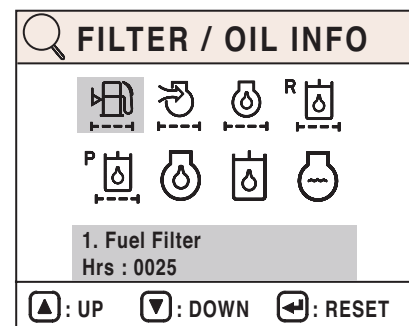 FILTER / OIL INFO
R
P
1. Fuel Filter
Hrs : 0025
: UP : DOWN : RESET